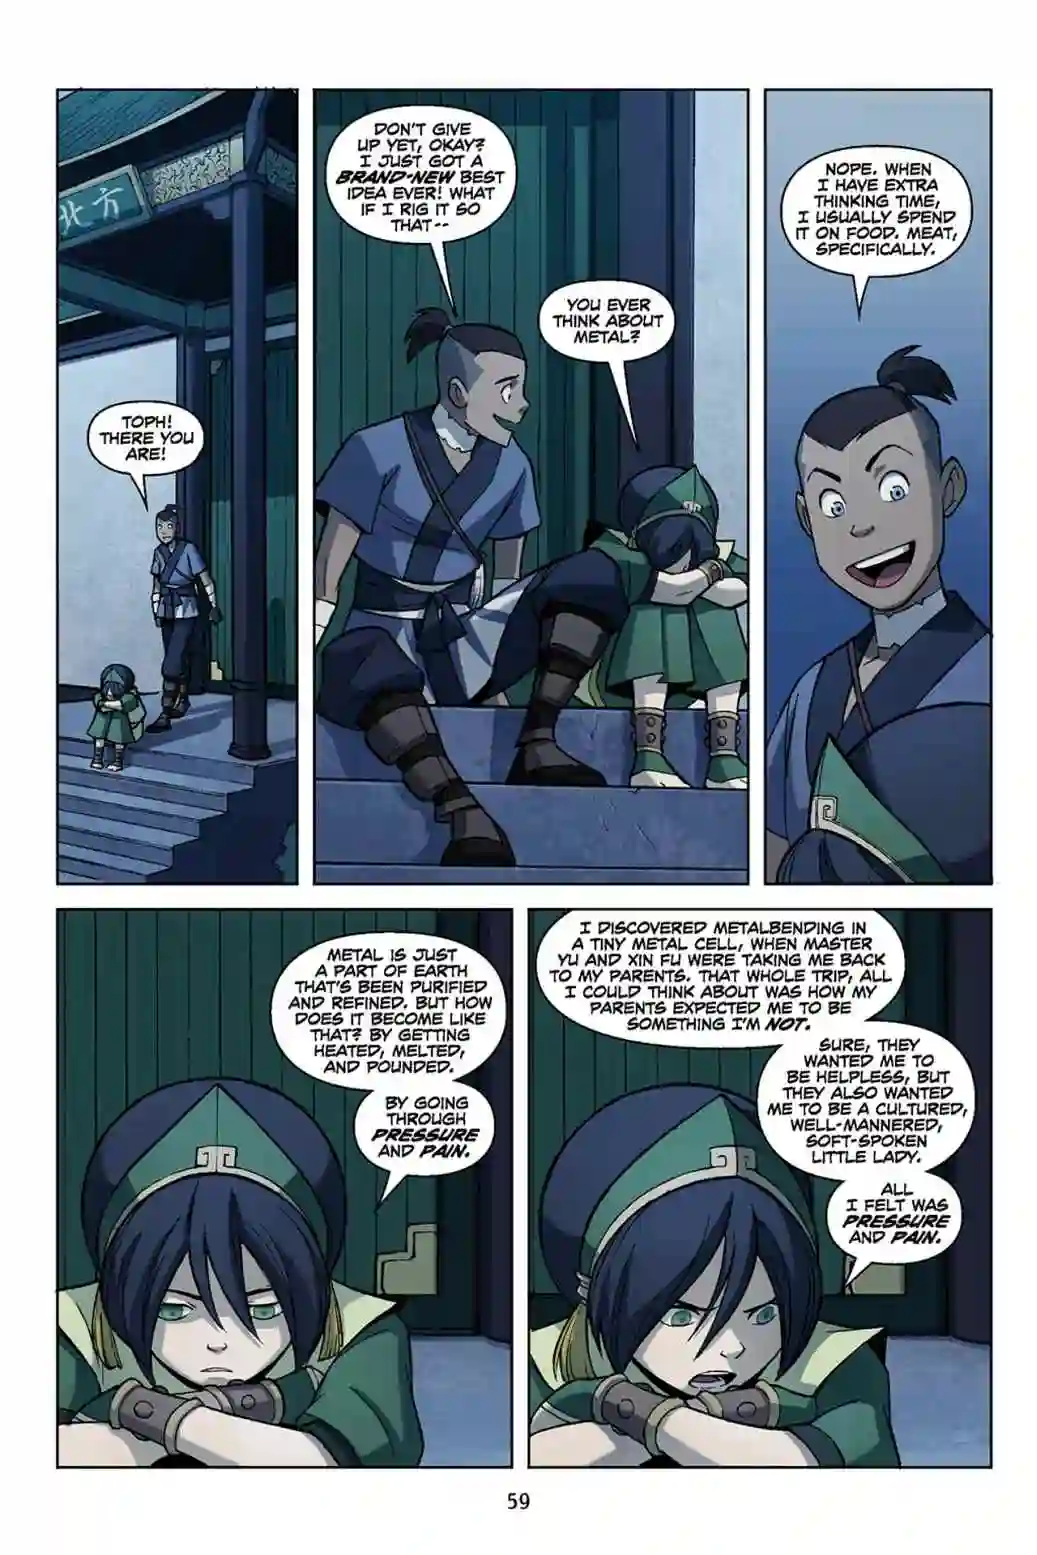 北方
TOPH!
THERE YOU
ARE!
DON'T GIVE
UP YET, OKAY?
I JUST GOT A
BRAND-NEW BEST
IDEA EVER! WHAT
IF I RIG IT SO
THAT--
YOU EVER
THINK ABOUT
METAL?
NOPE. WHEN
I HAVE EXTRA
THINKING TIME,
I USUALLY SPEND
IT ON FOOD. MEAT,
SPECIFICALLY.
METAL IS JUST
A PART OF EARTH
THAT'S BEEN PURIFIED
AND REFINED. BUT HOW
DOES IT BECOME LIKE
THAT? BY GETTING
HEATED, MELTED,
AND POUNDED.
BY GOING
THROUGH
PRESSURE
AND PAIN.
I DISCOVERED METALBENDING IN
A TINY METAL CELL, WHEN MASTER
YU AND XIN FU WERE TAKING ME BACK
TO MY PARENTS. THAT WHOLE TRIP, ALL
I COULD THINK ABOUT WAS HOW MY
PARENTS EXPECTED ME TO BE
SOMETHING I'M NOT.
SURE, THEY
WANTED ME TO
BE HELPLESS, BUT
THEY ALSO WANTED
ME TO BE A CULTURED,
WELL-MANNERED,
SOFT-SPOKEN
LITTLE LADY.
ALL
I FELT WAS
PRESSURE
AND PAIN.
59